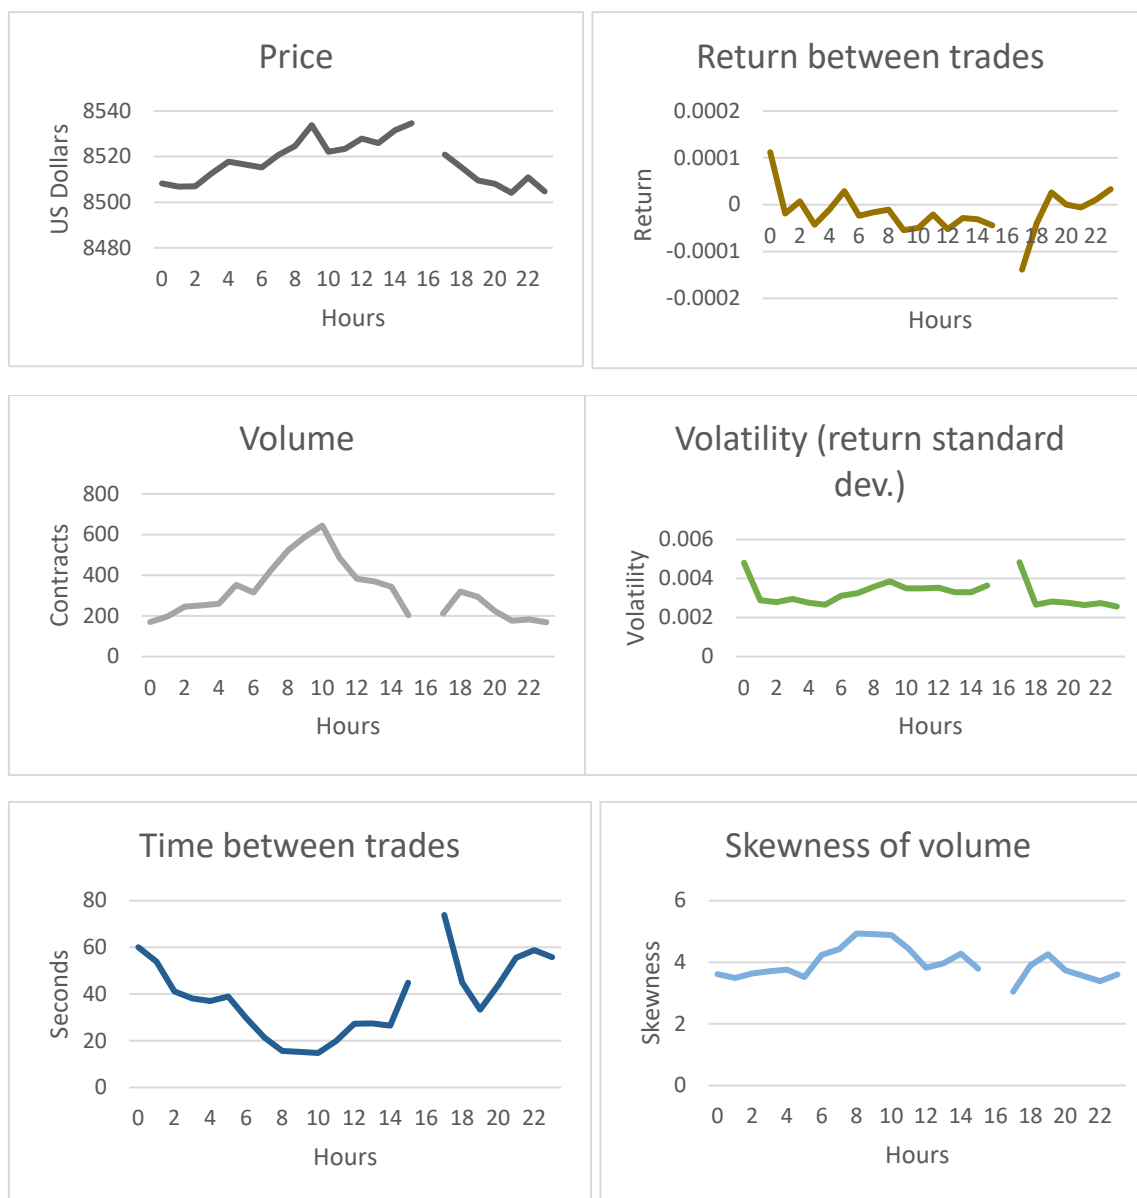 Price
US Dollars
8540
8520
8500
8480
0 2 4 6 8 10 12 14 16 18 20 22
Hours
Return between trades
Return
0.0002
0.0001
0
-0.0001
-0.0002
0 2 4 6 8 10 12 14 16 18 20 22
Hours
Volume
Contracts
800
600
400
200
0
0 2 4 6 8 10 12 14 16 18 20 22
Hours
Volatility (return standard
dev.)
Volatility
0.006
0.004
0.002
0
0 2 4 6 8 10 12 14 16 18 20 22
Hours
Time between trades
Seconds
80
60
40
20
0
0 2 4 6 8 10 12 14 16 18 20 22
Hours
Skewness of volume
Skewness
6
4
2
0
0 2 4 6 8 10 12 14 16 18 20 22
Hours